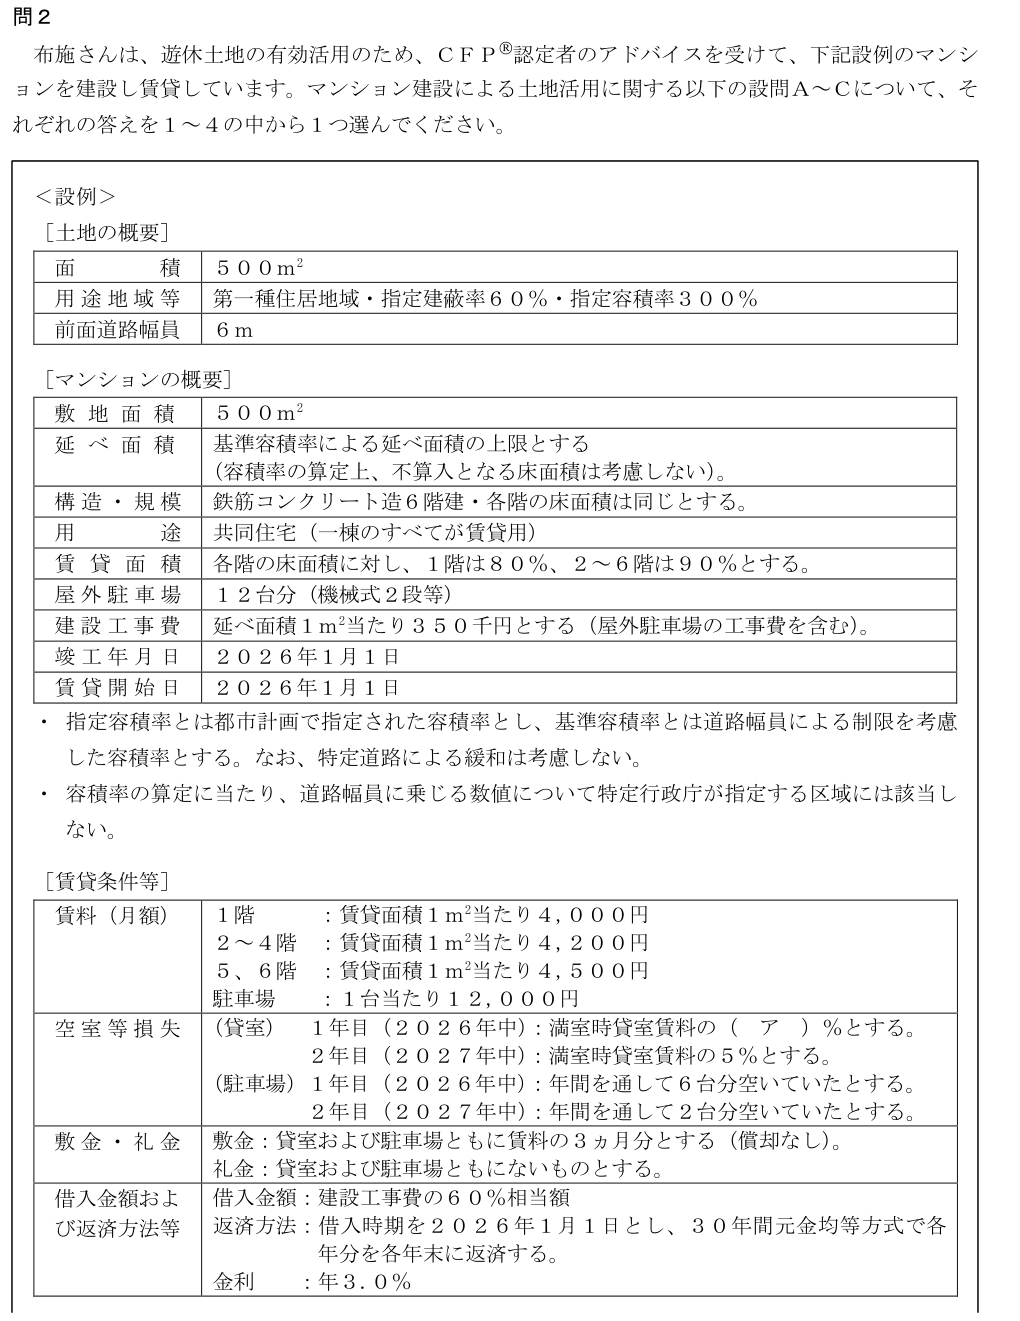 問２
布施さんは、遊休土地の有効活用のため、ＣＦＰ®認定者のアドバイスを受けて、下記設例のマンシ
ョンを建設し賃貸しています。マンション建設による土地活用に関する以下の設問Ａ～Ｃについて、そ
れぞれの答えを１～４の中から１つ選んでください。
＜設例＞
［土地の概要］
面積 ５００ｍ²
用途地域等 第一種住居地域・指定建蔽率６０％・指定容積率３００％
前面道路幅員 ６ｍ
［マンションの概要］
敷地面積 ５００ｍ²
延べ面積 基準容積率による延べ面積の上限とする
（容積率の算定上、不算入となる床面積は考慮しない）。
構造・規模 鉄筋コンクリート造６階建・各階の床面積は同じとする。
用途 共同住宅（一棟のすべてが賃貸用）
賃貸面積 各階の床面積に対し、１階は８０％、２～６階は９０％とする。
屋外駐車場 １２台分（機械式２段等）
建設工事費 延べ面積１ｍ²当たり３５０千円とする（屋外駐車場の工事費を含む）。
竣工年月日 ２０２６年１月１日
賃貸開始日 ２０２６年１月１日
・ 指定容積率とは都市計画で指定された容積率とし、基準容積率とは道路幅員による制限を考慮
した容積率とする。なお、特定道路による緩和は考慮しない。
・ 容積率の算定に当たり、道路幅員に乗じる数値について特定行政庁が指定する区域には該当し
ない。
［賃貸条件等］
賃料（月額） １階 ：賃貸面積１ｍ²当たり４，０００円
２～４階 ：賃貸面積１ｍ²当たり４，２００円
５、６階 ：賃貸面積１ｍ²当たり４，５００円
駐車場 ：１台当たり１２，０００円
空室等損失 （貸室） １年目（２０２６年中）：満室時貸室賃料の（ ア ）％とする。
２年目（２０２７年中）：満室時貸室賃料の５％とする。
（駐車場） １年目（２０２６年中）：年間を通して６台分空いていたとする。
２年目（２０２７年中）：年間を通して２台分空いていたとする。
敷金・礼金 敷金：貸室および駐車場ともに賃料の３ヵ月分とする（償却なし）。
礼金：貸室および駐車場ともにないものとする。
借入金額およ 借入金額：建設工事費の６０％相当額
び返済方法等 返済方法：借入時期を２０２６年１月１日とし、３０年間元金均等方式で各
年分を各年末に返済する。
金利 ：年３．０％